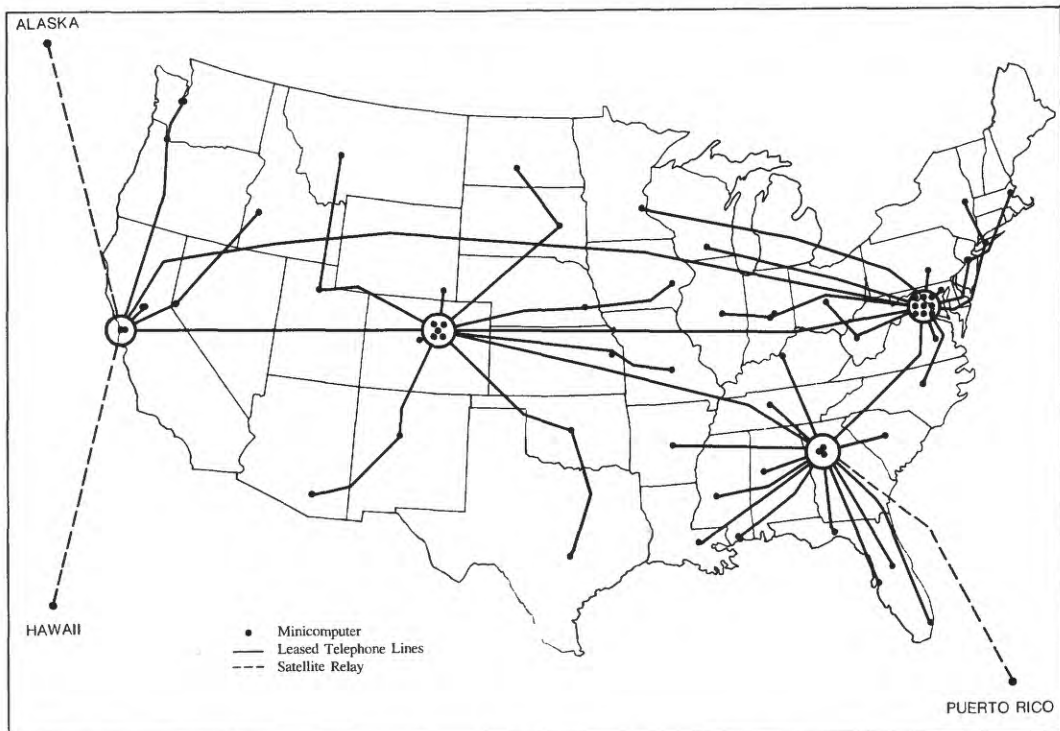 ALASKA
HAWAII
Minicomputer
Leased Telephone Lines
Satellite Relay
PUERTO RICO